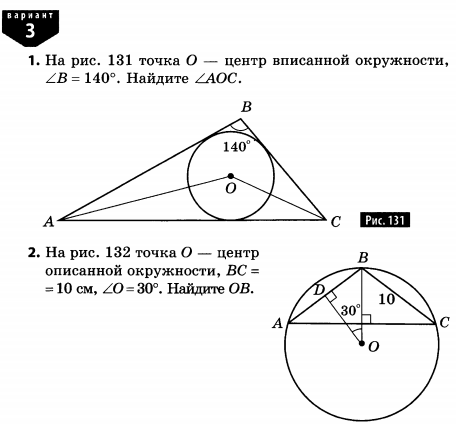 вариант
3
1. На рис. 131 точка O — центр вписанной окружности,
∠B = 140°. Найдите ∠AOC.
B
140°
O
A
C
Рис. 131
2. На рис. 132 точка O — центр
описанной окружности, BC =
= 10 см, ∠O = 30°. Найдите OB.
B
D
10
30°
A
C
O